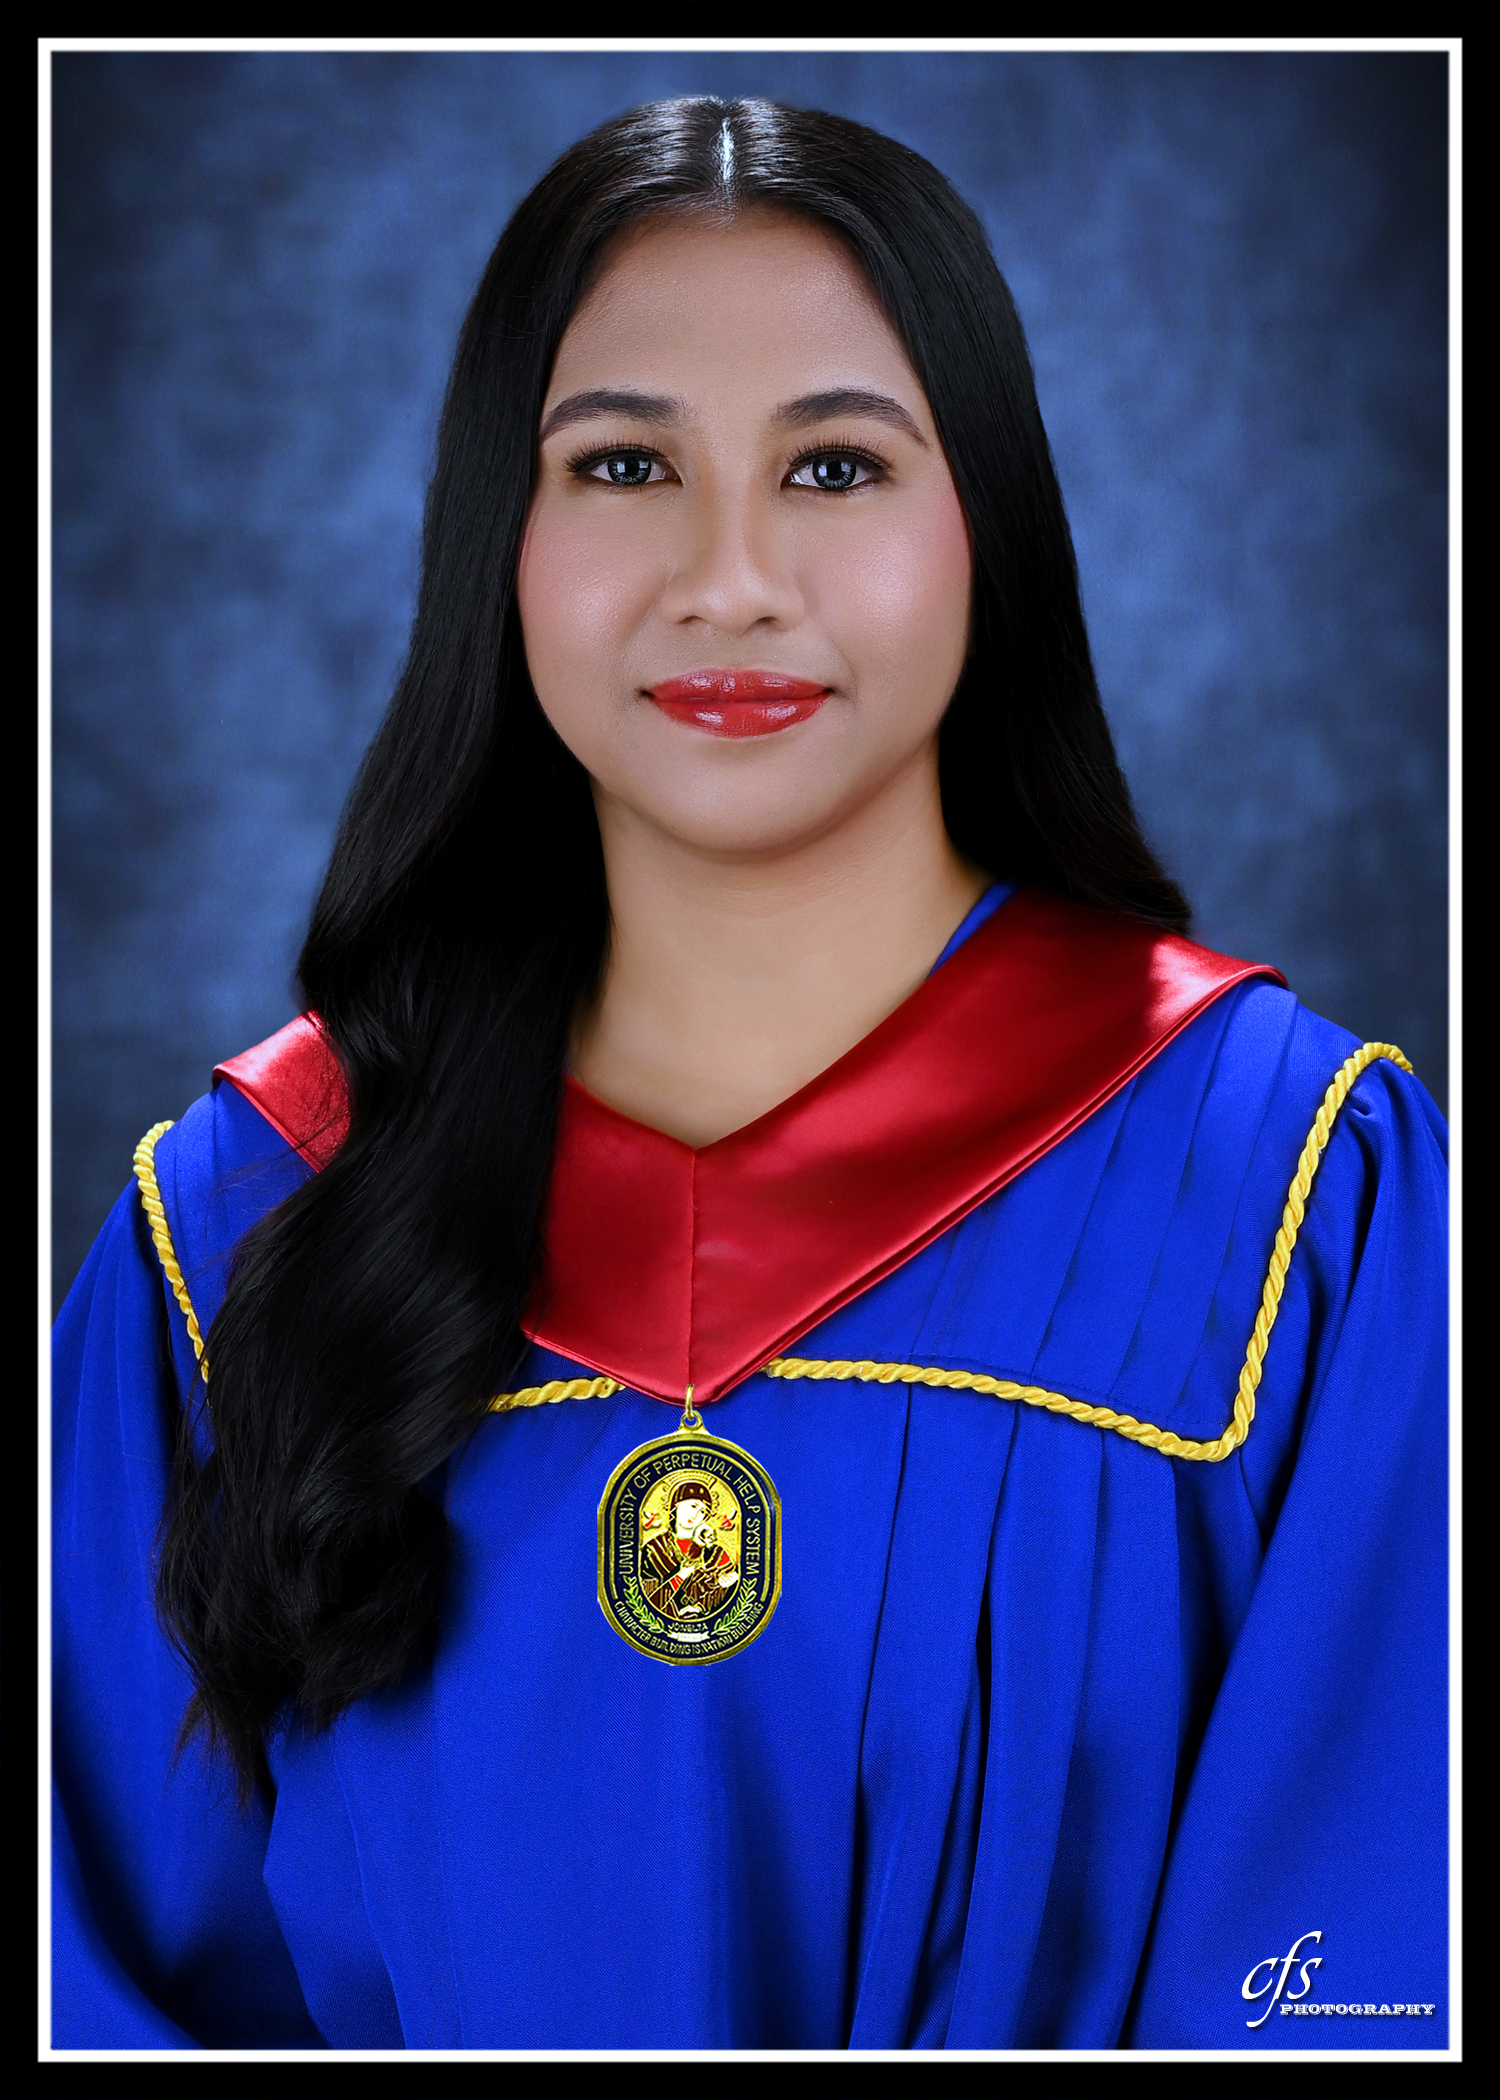 UNIVERSITY OF PERPETUAL HELP SYSTEM
JONELTA
CHARACTER BUILDING IS NATION BUILDING
cfs
PHOTOGRAPHY